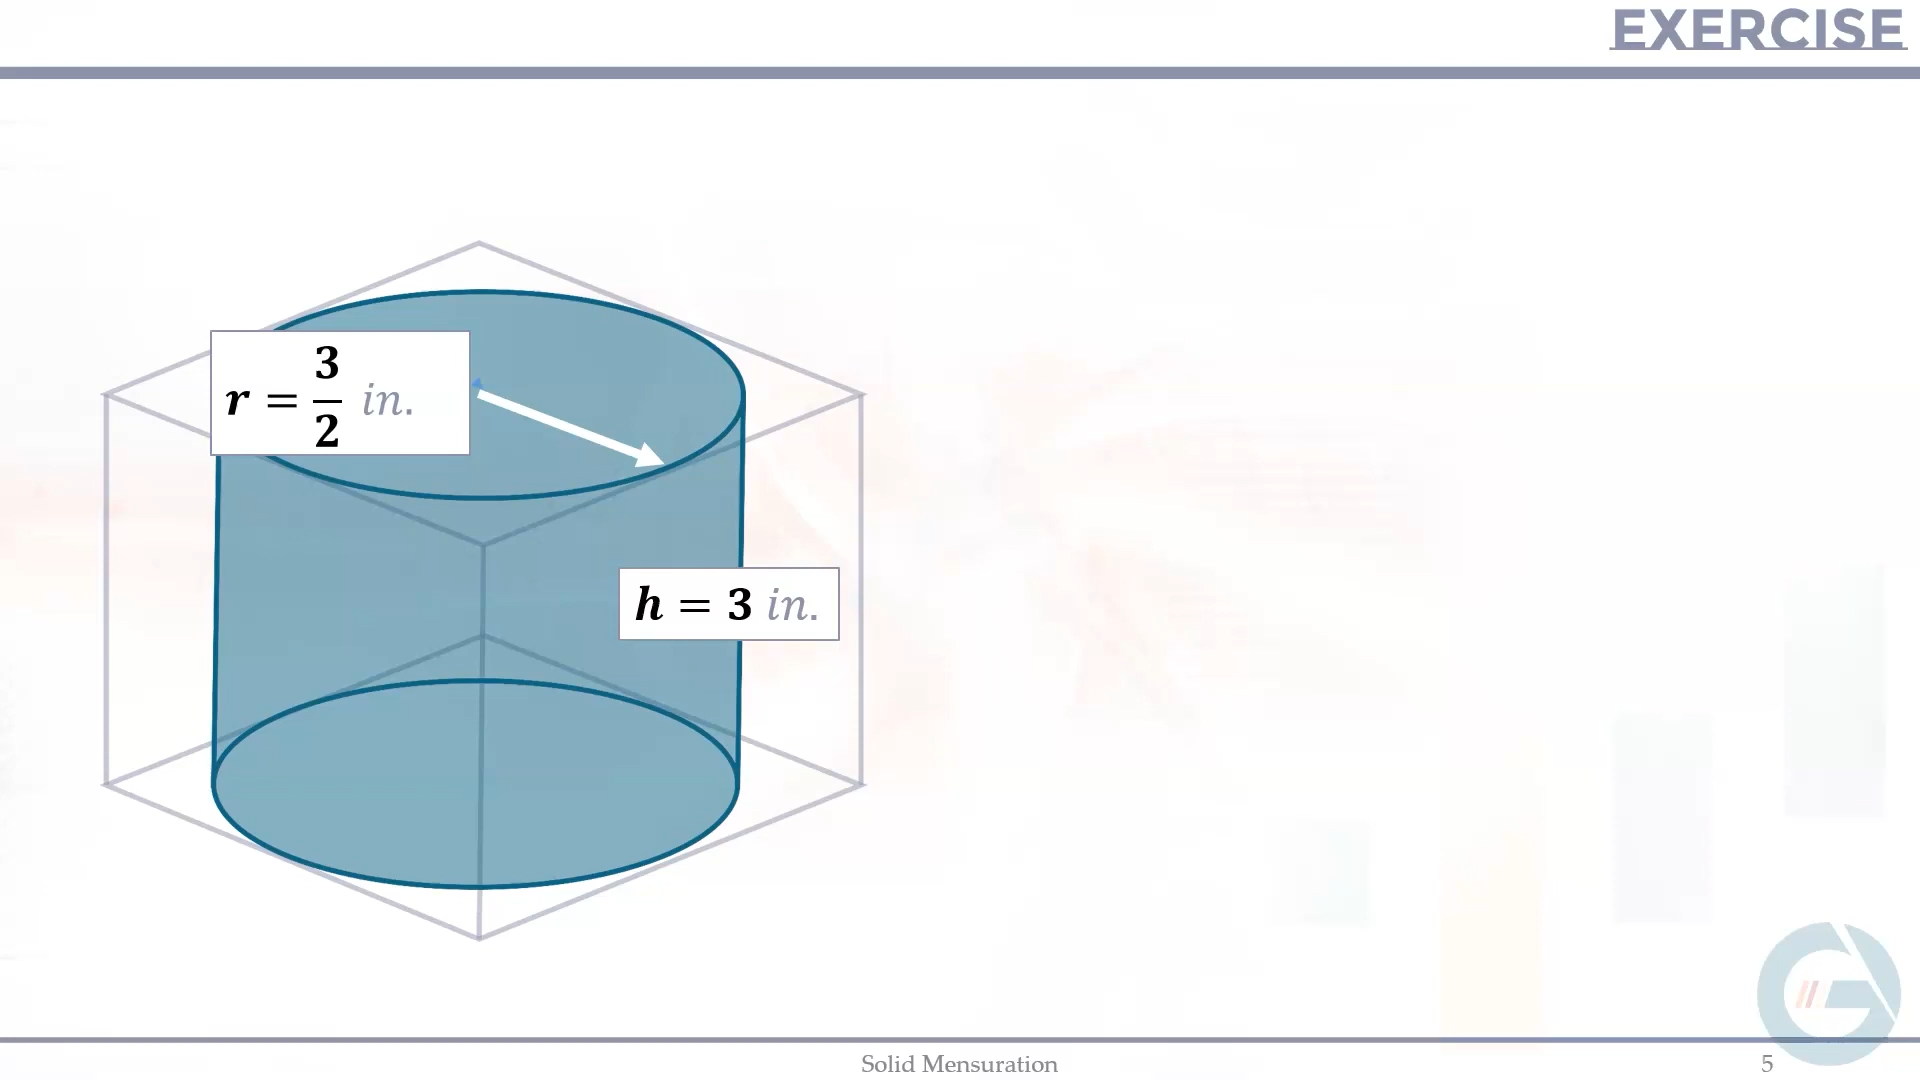 EXERCISE
r = 3/2 in.
h = 3 in.
Solid Mensuration
5